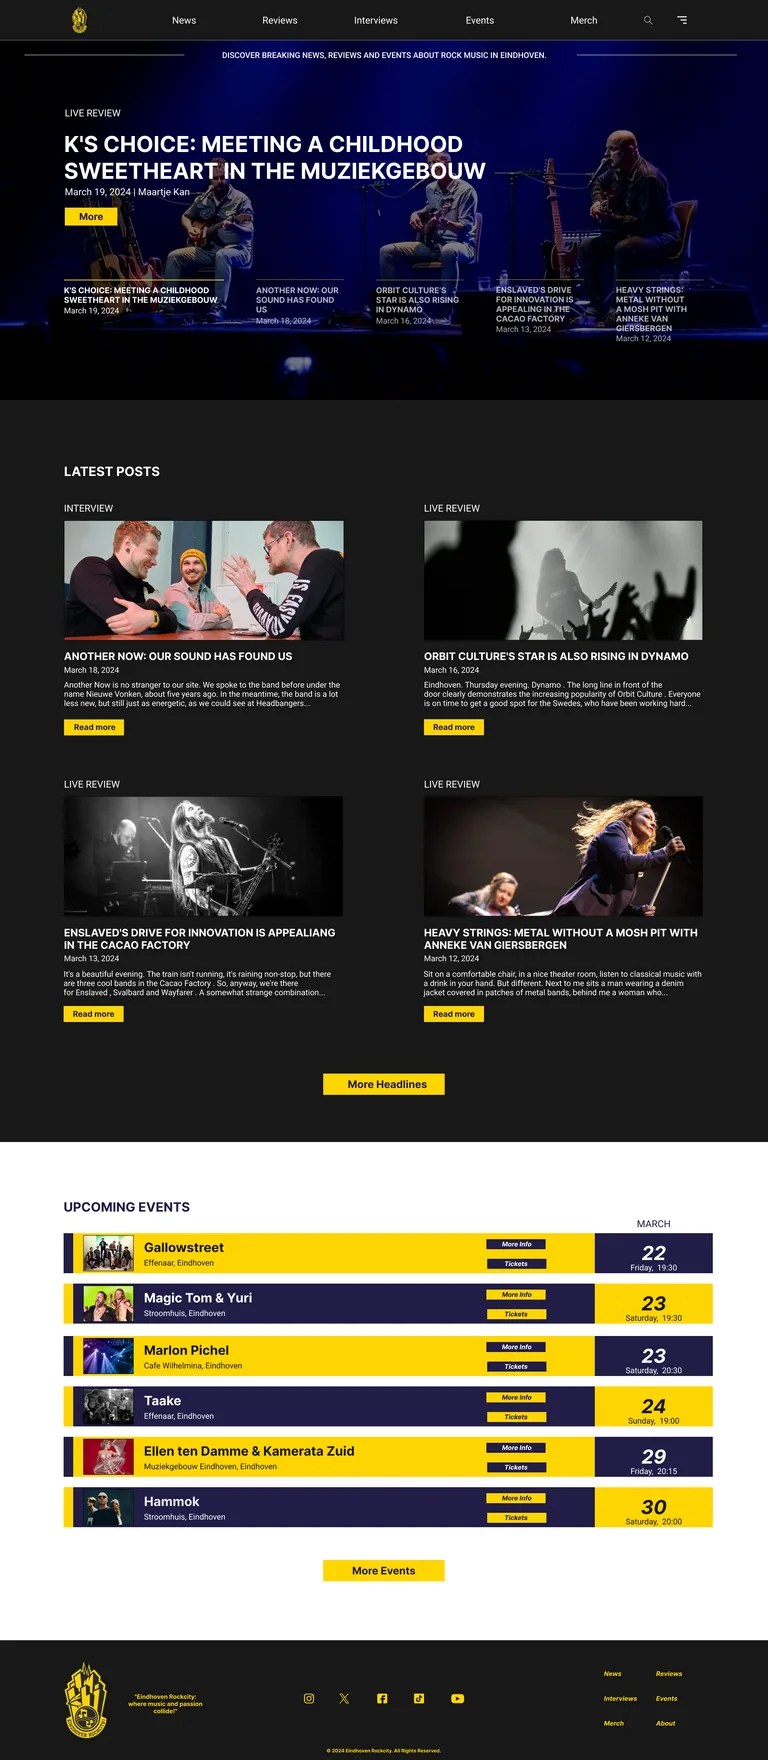 News Reviews Interviews Events Merch
DISCOVER BREAKING NEWS, REVIEWS AND EVENTS ABOUT ROCK MUSIC IN EINDHOVEN.
LIVE REVIEW
K'S CHOICE: MEETING A CHILDHOOD
SWEETHEART IN THE MUZIEKGEBOUW
March 19, 2024 | Maartje Kan
More
K'S CHOICE: MEETING A CHILDHOOD
SWEETHEART IN THE MUZIEKGEBOUW
March 19, 2024
ANOTHER NOW: OUR
SOUND HAS FOUND
US
March 18, 2024
ORBIT CULTURE'S
STAR IS ALSO RISING
IN DYNAMO
March 16, 2024
ENSLAVED'S DRIVE
FOR INNOVATION IS
APPEALING IN THE
CACAO FACTORY
March 13, 2024
HEAVY STRINGS:
METAL WITHOUT
A MOSH PIT WITH
ANNEKE VAN
GIERSBERGEN
March 12, 2024
LATEST POSTS
INTERVIEW
IS EASY
ANOTHER NOW: OUR SOUND HAS FOUND US
March 18, 2024
Another Now is no stranger to our site. We spoke to the band before under the
name Nieuwe Vonken, about five years ago. In the meantime, the band is a lot
less new, but still just as energetic, as we could see at Headbangers...
Read more
LIVE REVIEW
ORBIT CULTURE'S STAR IS ALSO RISING IN DYNAMO
March 16, 2024
Eindhoven. Thursday evening. Dynamo . The long line in front of the
door clearly demonstrates the increasing popularity of Orbit Culture . Everyone
is on time to get a good spot for the Swedes, who have been working hard...
Read more
LIVE REVIEW
ENSLAVED'S DRIVE FOR INNOVATION IS APPEALIANG
IN THE CACAO FACTORY
March 13, 2024
It's a beautiful evening. The train isn't running, it's raining non-stop, but there
are three cool bands in the Cacao Factory . So, anyway, we're there
for Enslaved , Svalbard and Wayfarer . A somewhat strange combination...
Read more
LIVE REVIEW
HEAVY STRINGS: METAL WITHOUT A MOSH PIT WITH
ANNEKE VAN GIERSBERGEN
March 12, 2024
Sit on a comfortable chair, in a nice theater room, listen to classical music with
a drink in your hand. But different. Next to me sits a man wearing a denim
jacket covered in patches of metal bands, behind me a woman who...
Read more
More Headlines
UPCOMING EVENTS
MARCH
Gallowstreet
Effenaar, Eindhoven
More Info
Tickets
22
Friday, 19:30
Magic Tom & Yuri
Stroomhuis, Eindhoven
More Info
Tickets
23
Saturday, 19:30
Marlon Pichel
Cafe Wilhelmina, Eindhoven
More Info
Tickets
23
Saturday, 20:30
Taake
Effenaar, Eindhoven
More Info
Tickets
24
Sunday, 19:00
Ellen ten Damme & Kamerata Zuid
Muziekgebouw Eindhoven, Eindhoven
More Info
Tickets
29
Friday, 20:15
Hammok
Stroomhuis, Eindhoven
More Info
Tickets
30
Saturday, 20:00
More Events
"Eindhoven Rockcity:
where music and passion
collide!"
News Reviews
Interviews Events
Merch About
© 2024 Eindhoven Rockcity. All Rights Reserved.